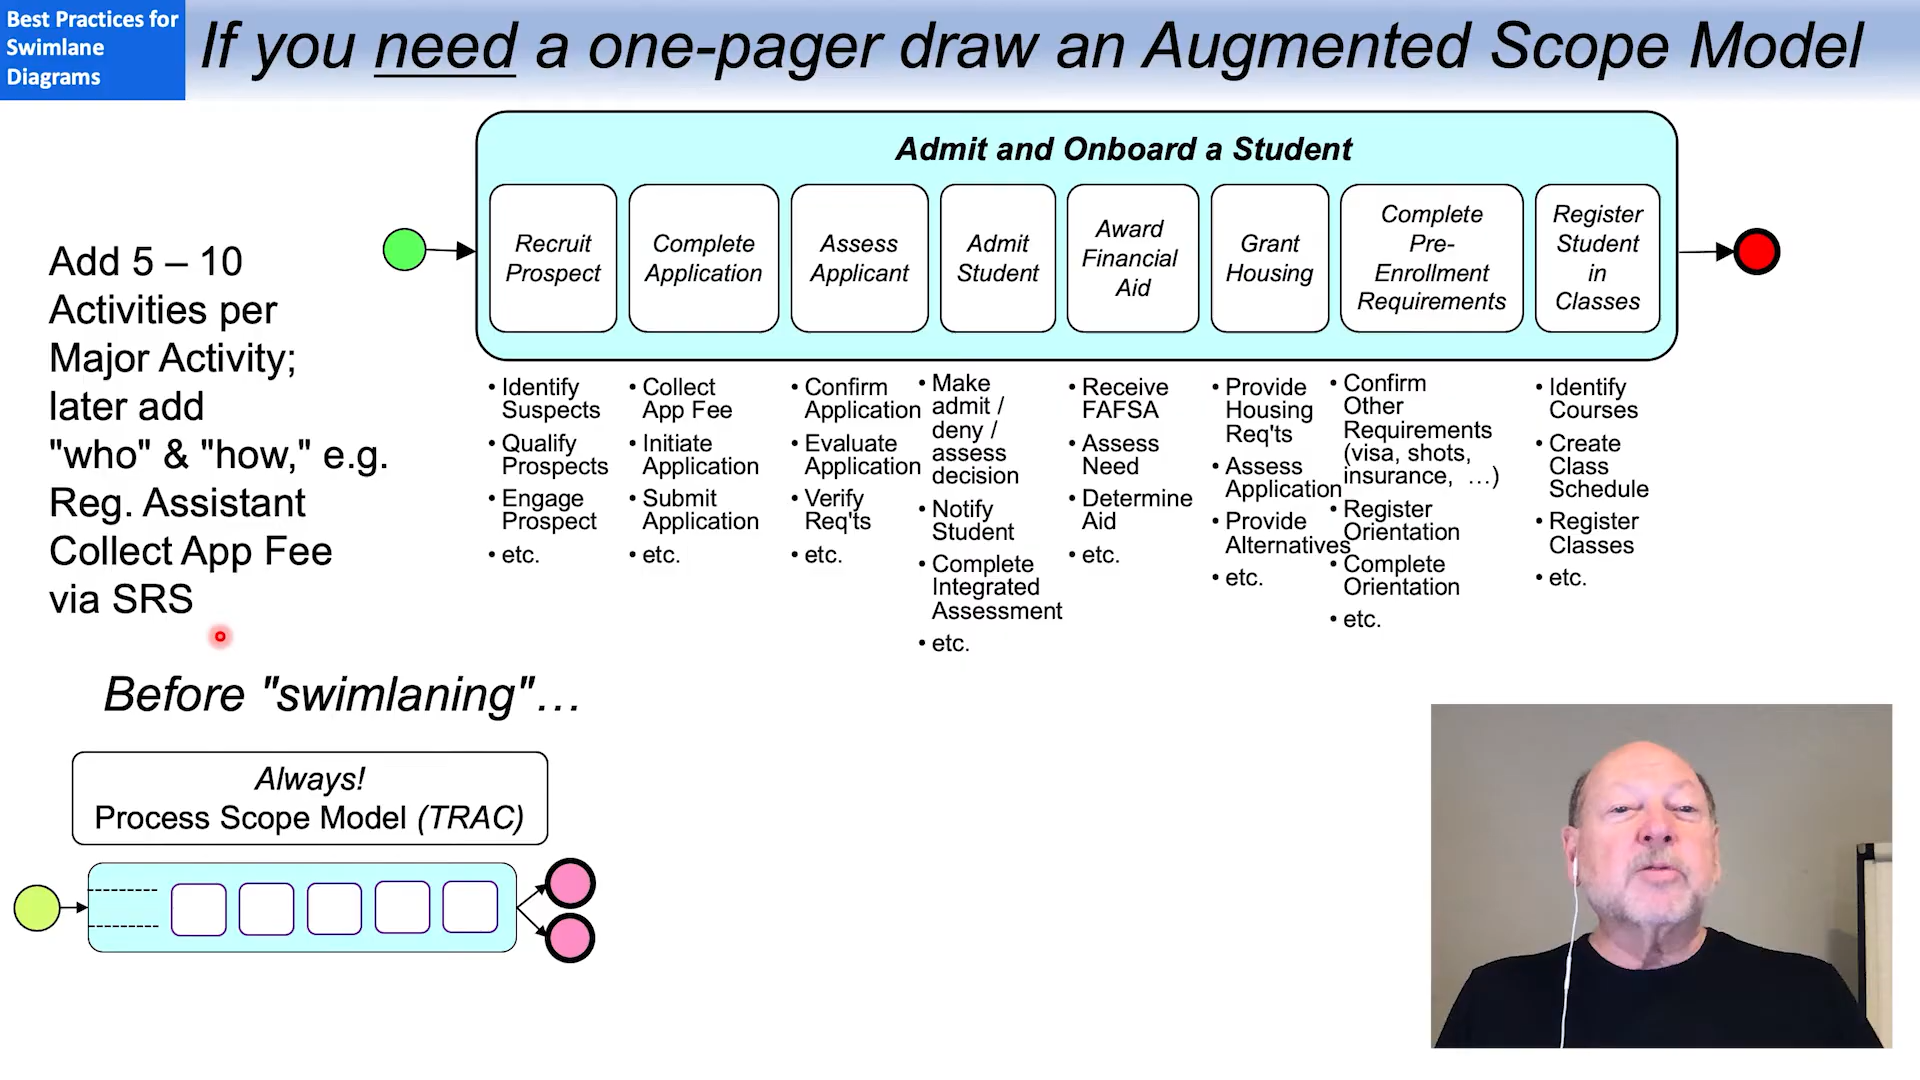 Best Practices for
Swimlane
Diagrams
If you need a one-pager draw an Augmented Scope Model
Admit and Onboard a Student
Recruit
Prospect
Complete
Application
Assess
Applicant
Admit
Student
Award
Financial
Aid
Grant
Housing
Complete
Pre-
Enrollment
Requirements
Register
Student
in
Classes
Add 5 – 10
Activities per
Major Activity;
later add
"who" & "how," e.g.
Reg. Assistant
Collect App Fee
via SRS
• Identify
Suspects
• Qualify
Prospects
• Engage
Prospect
• etc.
• Collect
App Fee
• Initiate
Application
• Submit
Application
• etc.
• Confirm
Application
• Evaluate
Application
• Verify
Req'ts
• etc.
• Make
admit /
deny /
assess
decision
• Notify
Student
• Complete
Integrated
Assessment
• etc.
• Receive
FAFSA
• Assess
Need
• Determine
Aid
• etc.
• Provide
Housing
Req'ts
• Assess
Application
• Provide
Alternatives
• etc.
• Confirm
Other
Requirements
(visa, shots,
insurance, …)
• Register
Orientation
• Complete
Orientation
• etc.
• Identify
Courses
• Create
Class
Schedule
• Register
Classes
• etc.
Before "swimlaning"…
Always!
Process Scope Model (TRAC)